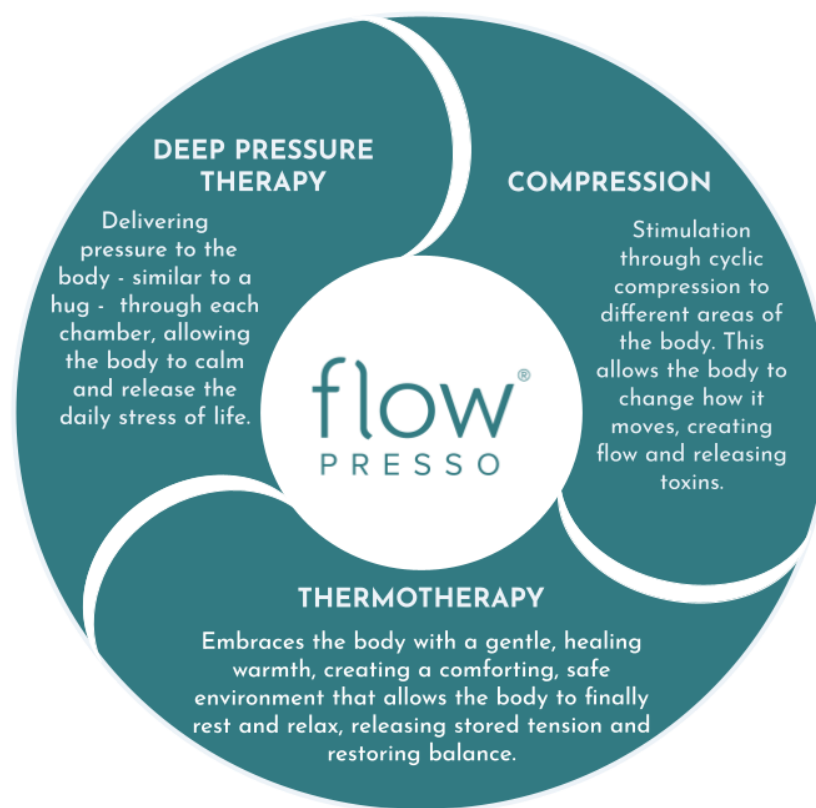 DEEP PRESSURE
THERAPY
Delivering
pressure to the
body - similar to a
hug - through each
chamber, allowing
the body to calm
and release the
daily stress of life.
COMPRESSION
Stimulation
through cyclic
compression to
different areas of
the body. This
allows the body to
change how it
moves, creating
flow and releasing
toxins.
flow®
PRESSO
THERMOTHERAPY
Embraces the body with a gentle, healing
warmth, creating a comforting, safe
environment that allows the body to finally
rest and relax, releasing stored tension and
restoring balance.